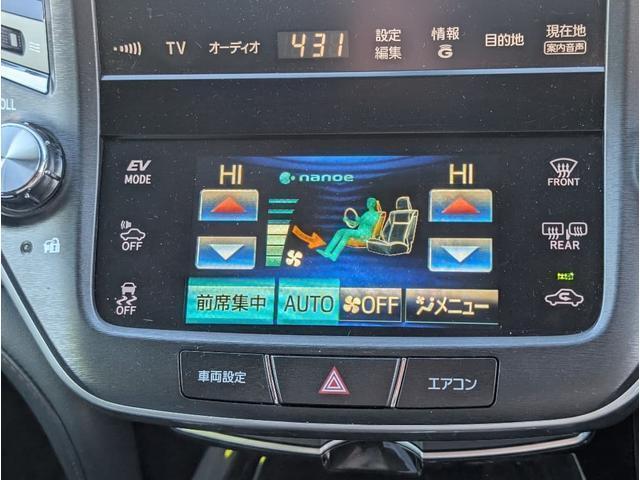 TV オーディオ 431 設定編集 情報G 目的地 現在地 案内音声
OLL
EV MODE
HI nanoe HI
FRONT
OFF
REAR
OFF
前席集中 AUTO OFF メニュー
車両設定 エアコン